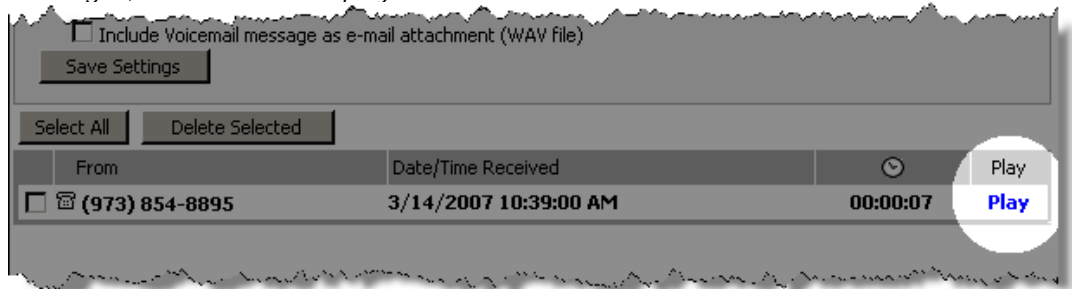 Include Voicemail message as e-mail attachment (WAV file)
Save Settings
Select All Delete Selected
From Date/Time Received Play
(973) 854-8895 3/14/2007 10:39:00 AM 00:00:07 Play